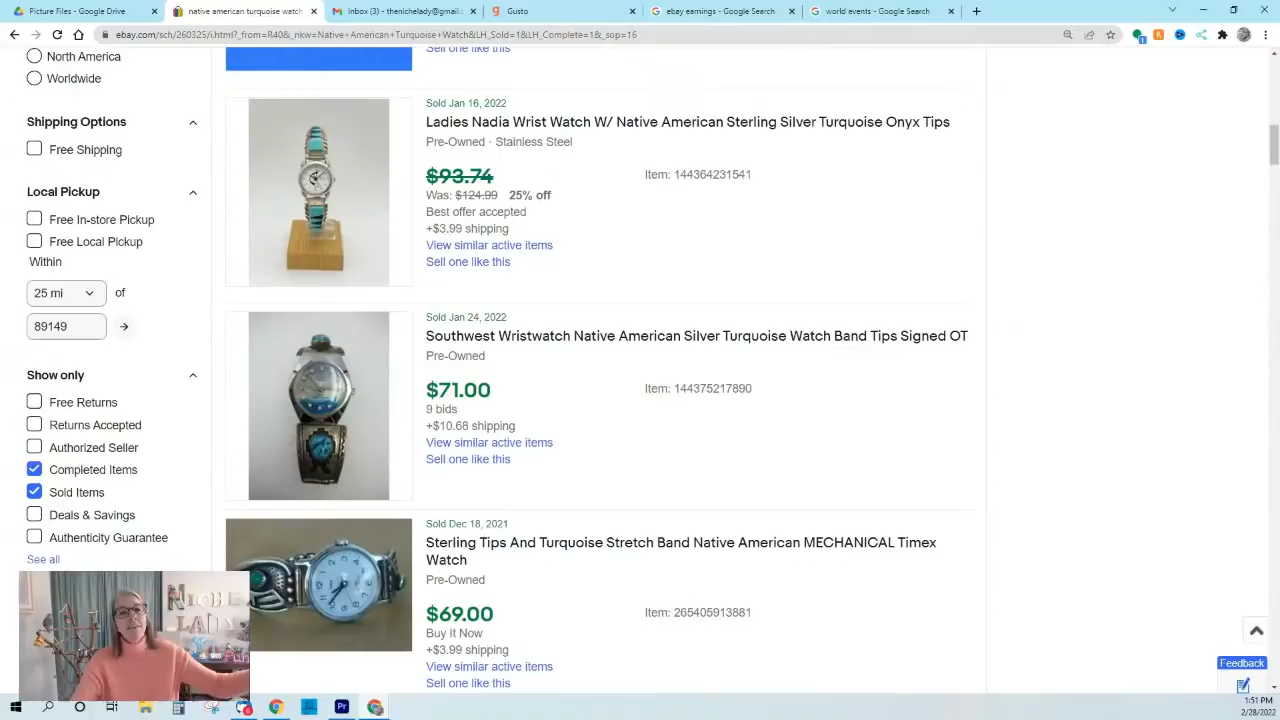 Picture Files - Google Drive
native american turquoise watch
Inbox (3) - thenichelady@gmail.c
Gusto
ebay earnings - Google Search
world events - Google Search
ebay.com/sch/260325/i.html?_from=R40&_nkw=Native+American+Turquoise+Watch&LH_Sold=1&LH_Complete=1&_sop=16
North America
Worldwide
Shipping Options
Free Shipping
Local Pickup
Free In-store Pickup
Free Local Pickup
Within
25 mi
of
89149
Show only
Free Returns
Returns Accepted
Authorized Seller
Completed Items
Sold Items
Deals & Savings
Authenticity Guarantee
See all
Sell one like this
Sold Jan 16, 2022
Ladies Nadia Wrist Watch W/ Native American Sterling Silver Turquoise Onyx Tips
Pre-Owned · Stainless Steel
$93.74
Item: 144364231541
Was: $124.99 25% off
Best offer accepted
+$3.99 shipping
View similar active items
Sell one like this
Sold Jan 24, 2022
Southwest Wristwatch Native American Silver Turquoise Watch Band Tips Signed OT
Pre-Owned
$71.00
Item: 144375217890
9 bids
+$10.68 shipping
View similar active items
Sell one like this
Sold Dec 18, 2021
Sterling Tips And Turquoise Stretch Band Native American MECHANICAL Timex
Watch
Pre-Owned
$69.00
Item: 265405913881
Buy It Now
+$3.99 shipping
View similar active items
Sell one like this
Feedback
NICHE
LADY
Fun
Pr
1:51 PM
2/28/2022